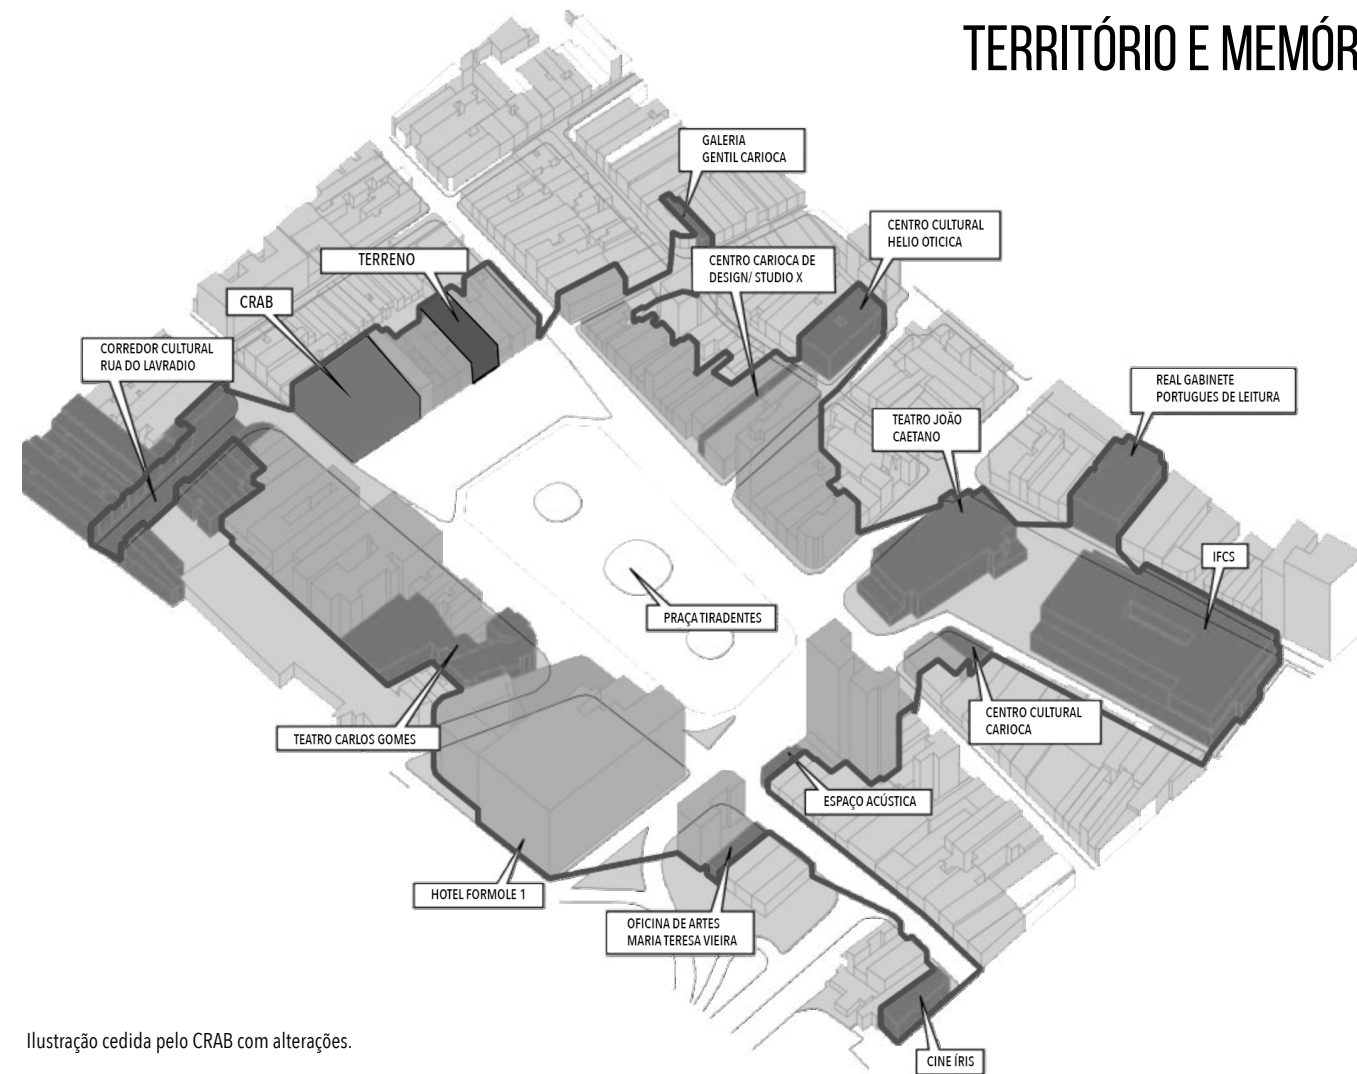 TERRITÓRIO E MEMÓR
GALERIA
GENTIL CARIOCA
CENTRO CULTURAL
HELIO OTICICA
TERRENO
CENTRO CARIOCA DE
DESIGN/ STUDIO X
CRAB
CORREDOR CULTURAL
RUA DO LAVRADIO
REAL GABINETE
PORTUGUES DE LEITURA
TEATRO JOÃO
CAETANO
IFCS
PRAÇA TIRADENTES
CENTRO CULTURAL
CARIOCA
TEATRO CARLOS GOMES
ESPAÇO ACÚSTICA
HOTEL FORMOLE 1
OFICINA DE ARTES
MARIA TERESA VIEIRA
Ilustração cedida pelo CRAB com alterações.
CINE ÍRIS